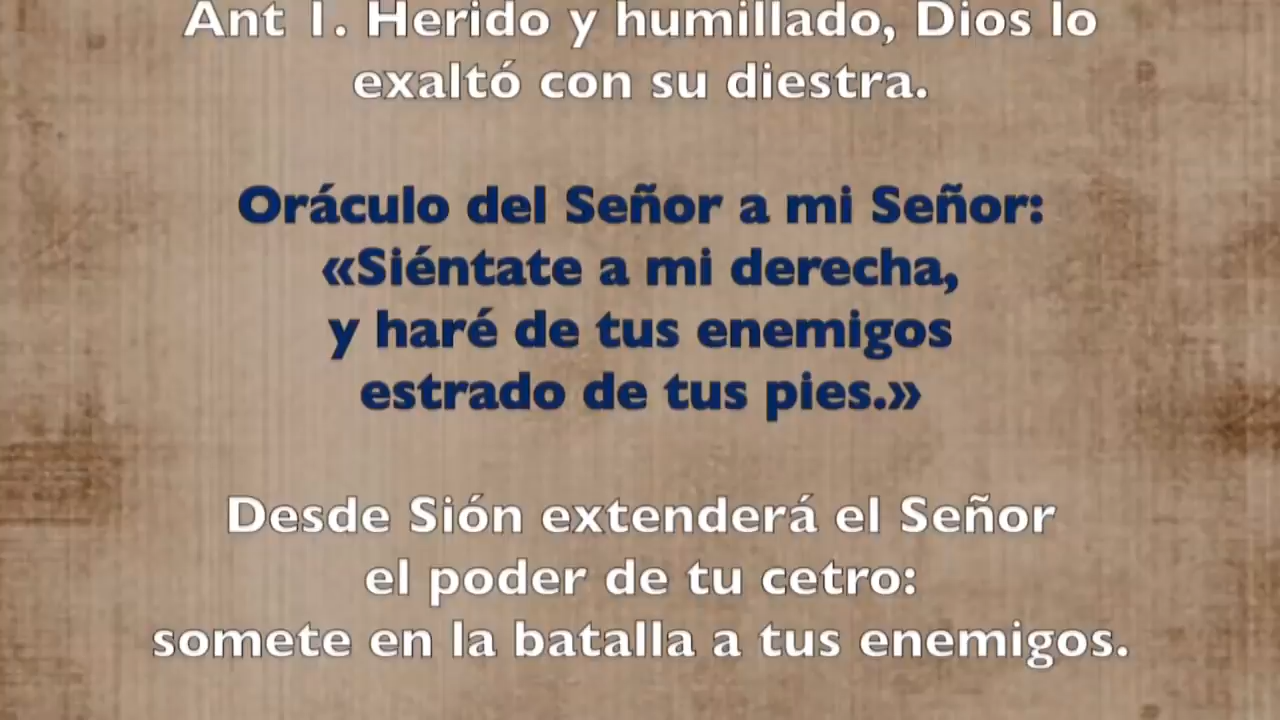 Ant 1. Herido y humillado, Dios lo
exaltó con su diestra.
Oráculo del Señor a mi Señor:
«Siéntate a mi derecha,
y haré de tus enemigos
estrado de tus pies.»
Desde Sión extenderá el Señor
el poder de tu cetro:
somete en la batalla a tus enemigos.